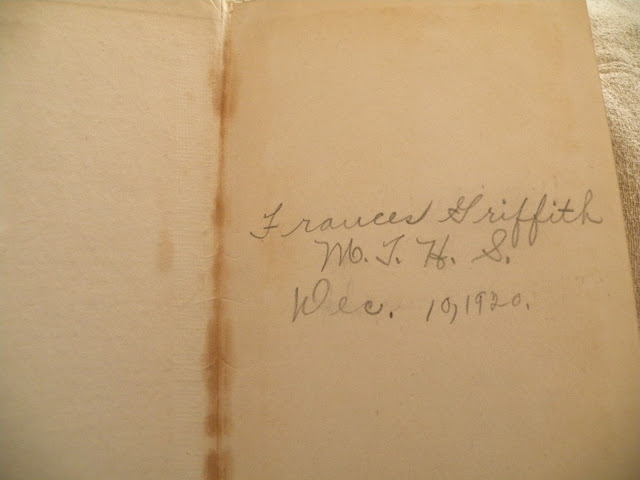 Frances Griffith
M. T. H. S.
Dec. 10, 1920.